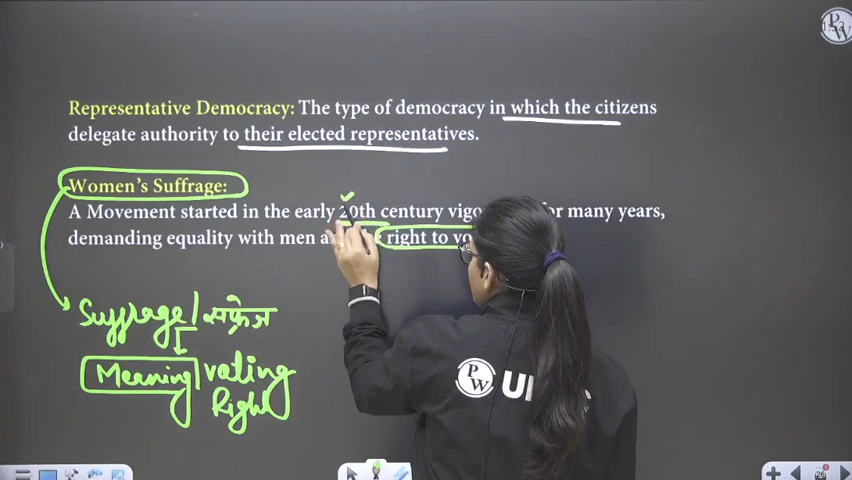 PW
Representative Democracy: The type of democracy in which the citizens
delegate authority to their elected representatives.
Women's Suffrage:
A Movement started in the early 20th century for many years,
demanding equality with men right to
Suffrage / सफ्रेज
Meaning voting
Right
PW
26